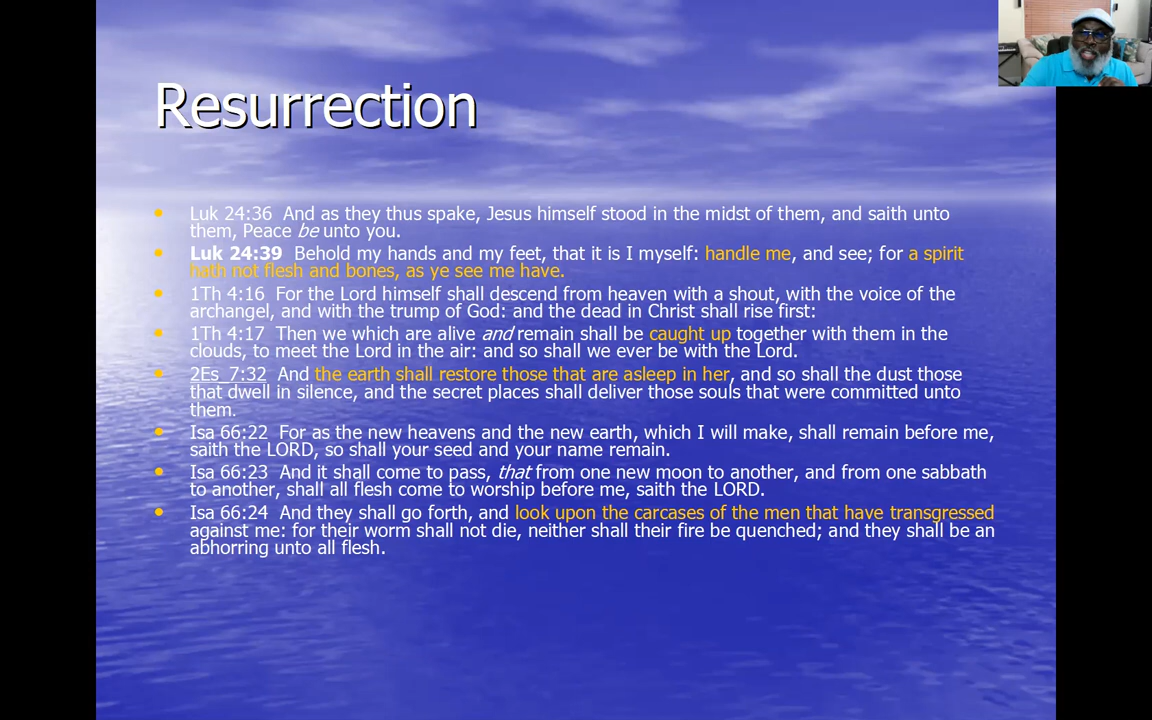 Resurrection
Luk 24:36 And as they thus spake, Jesus himself stood in the midst of them, and saith unto
them, Peace be unto you.
Luk 24:39 Behold my hands and my feet, that it is I myself: handle me, and see; for a spirit
hath not flesh and bones, as ye see me have.
1Th 4:16 For the Lord himself shall descend from heaven with a shout, with the voice of the
archangel, and with the trump of God: and the dead in Christ shall rise first:
1Th 4:17 Then we which are alive and remain shall be caught up together with them in the
clouds, to meet the Lord in the air: and so shall we ever be with the Lord.
2Es 7:32 And the earth shall restore those that are asleep in her, and so shall the dust those
that dwell in silence, and the secret places shall deliver those souls that were committed unto
them.
Isa 66:22 For as the new heavens and the new earth, which I will make, shall remain before me,
saith the LORD, so shall your seed and your name remain.
Isa 66:23 And it shall come to pass, that from one new moon to another, and from one sabbath
to another, shall all flesh come to worship before me, saith the LORD.
Isa 66:24 And they shall go forth, and look upon the carcases of the men that have transgressed
against me: for their worm shall not die, neither shall their fire be quenched; and they shall be an
abhorring unto all flesh.